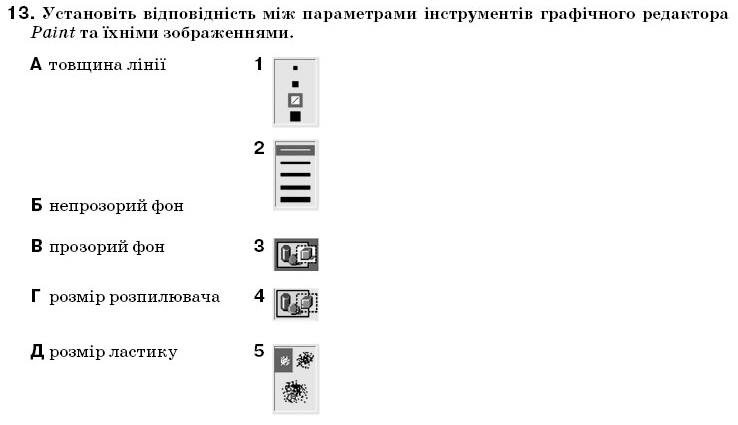 13. Установіть відповідність між параметрами інструментів графічного редактора
Paint та їхніми зображеннями.
А товщина лінії 1
2
Б непрозорий фон
В прозорий фон 3
Г розмір розпилювача 4
Д розмір ластику 5